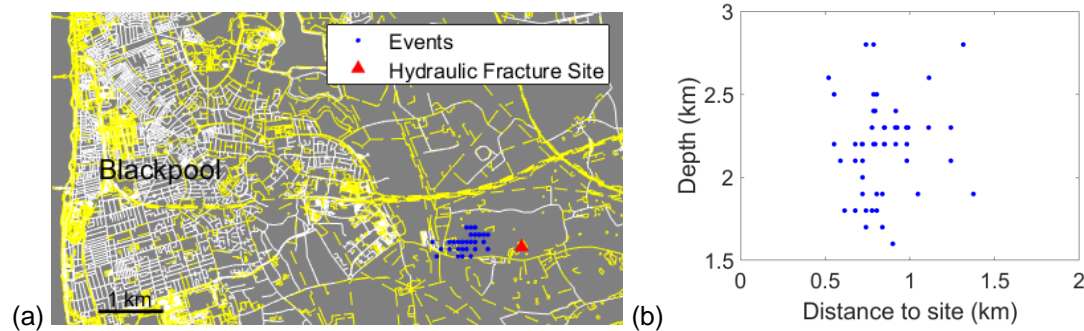 Events
Hydraulic Fracture Site
Blackpool
1 km
(a)
3
2.5
2
1.5
Depth (km)
0 0.5 1 1.5 2
Distance to site (km)
(b)